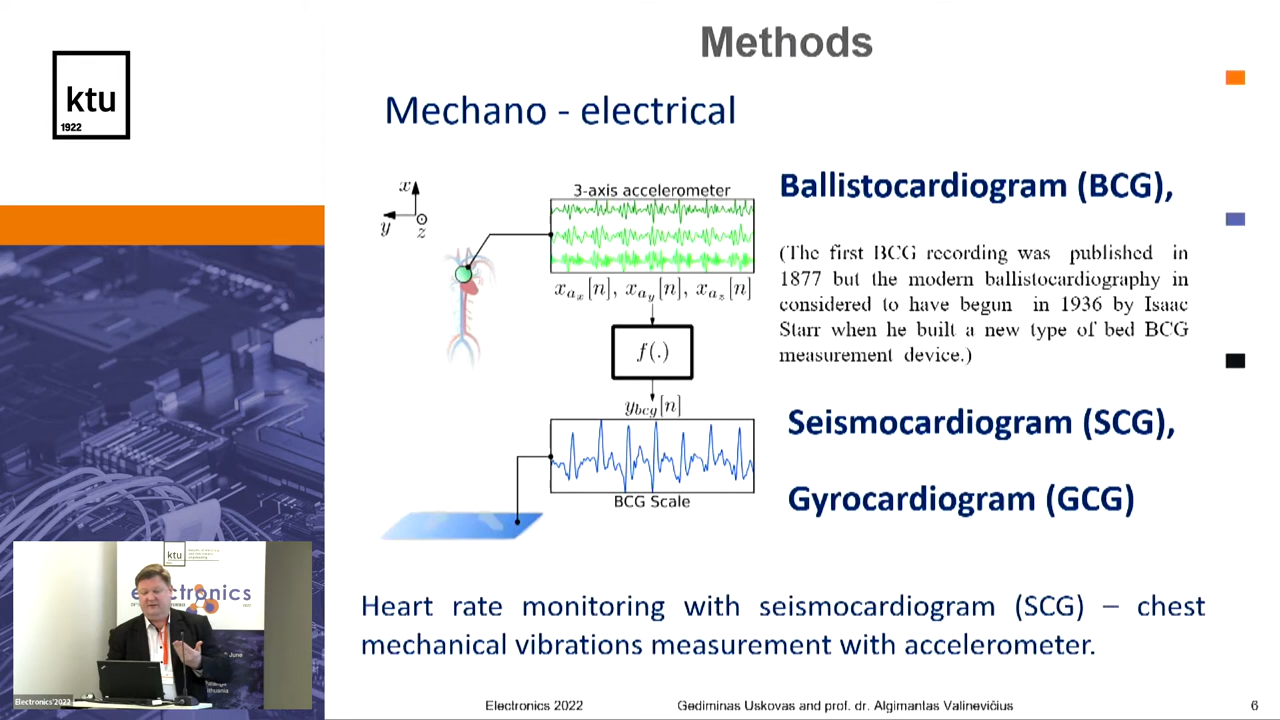 Methods
ktu
1922
Mechano - electrical
x
y
z
3-axis accelerometer
x_{a_x}[n], x_{a_y}[n], x_{a_z}[n]
f(.)
y_{bcg}[n]
BCG Scale
Ballistocardiogram (BCG),
(The first BCG recording was published in
1877 but the modern ballistocardiography in
considered to have begun in 1936 by Isaac
Starr when he built a new type of bed BCG
measurement device.)
Seismocardiogram (SCG),
Gyrocardiogram (GCG)
Heart rate monitoring with seismocardiogram (SCG) – chest
mechanical vibrations measurement with accelerometer.
ktu
June
Electronics'2022
Electronics 2022
Gediminas Uskovas and prof. dr. Algimantas Valinevičius
6